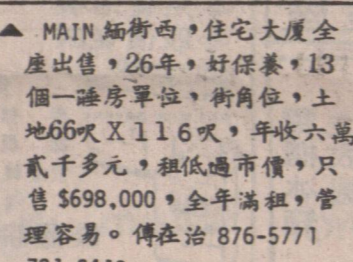 ▲ MAIN 緬街西，住宅大厦全
座出售，26年，好保養，13
個一睡房單位，街角位，土
地66呎X116呎，年收六萬
貳千多元，租低過市價，只
售$698,000，全年滿租，管
理容易。傅在治 876-5771